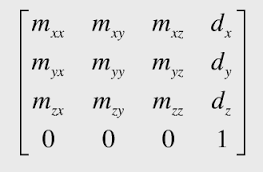 m_xx m_xy m_xz d_x
m_yx m_yy m_yz d_y
m_zx m_zy m_zz d_z
0 0 0 1